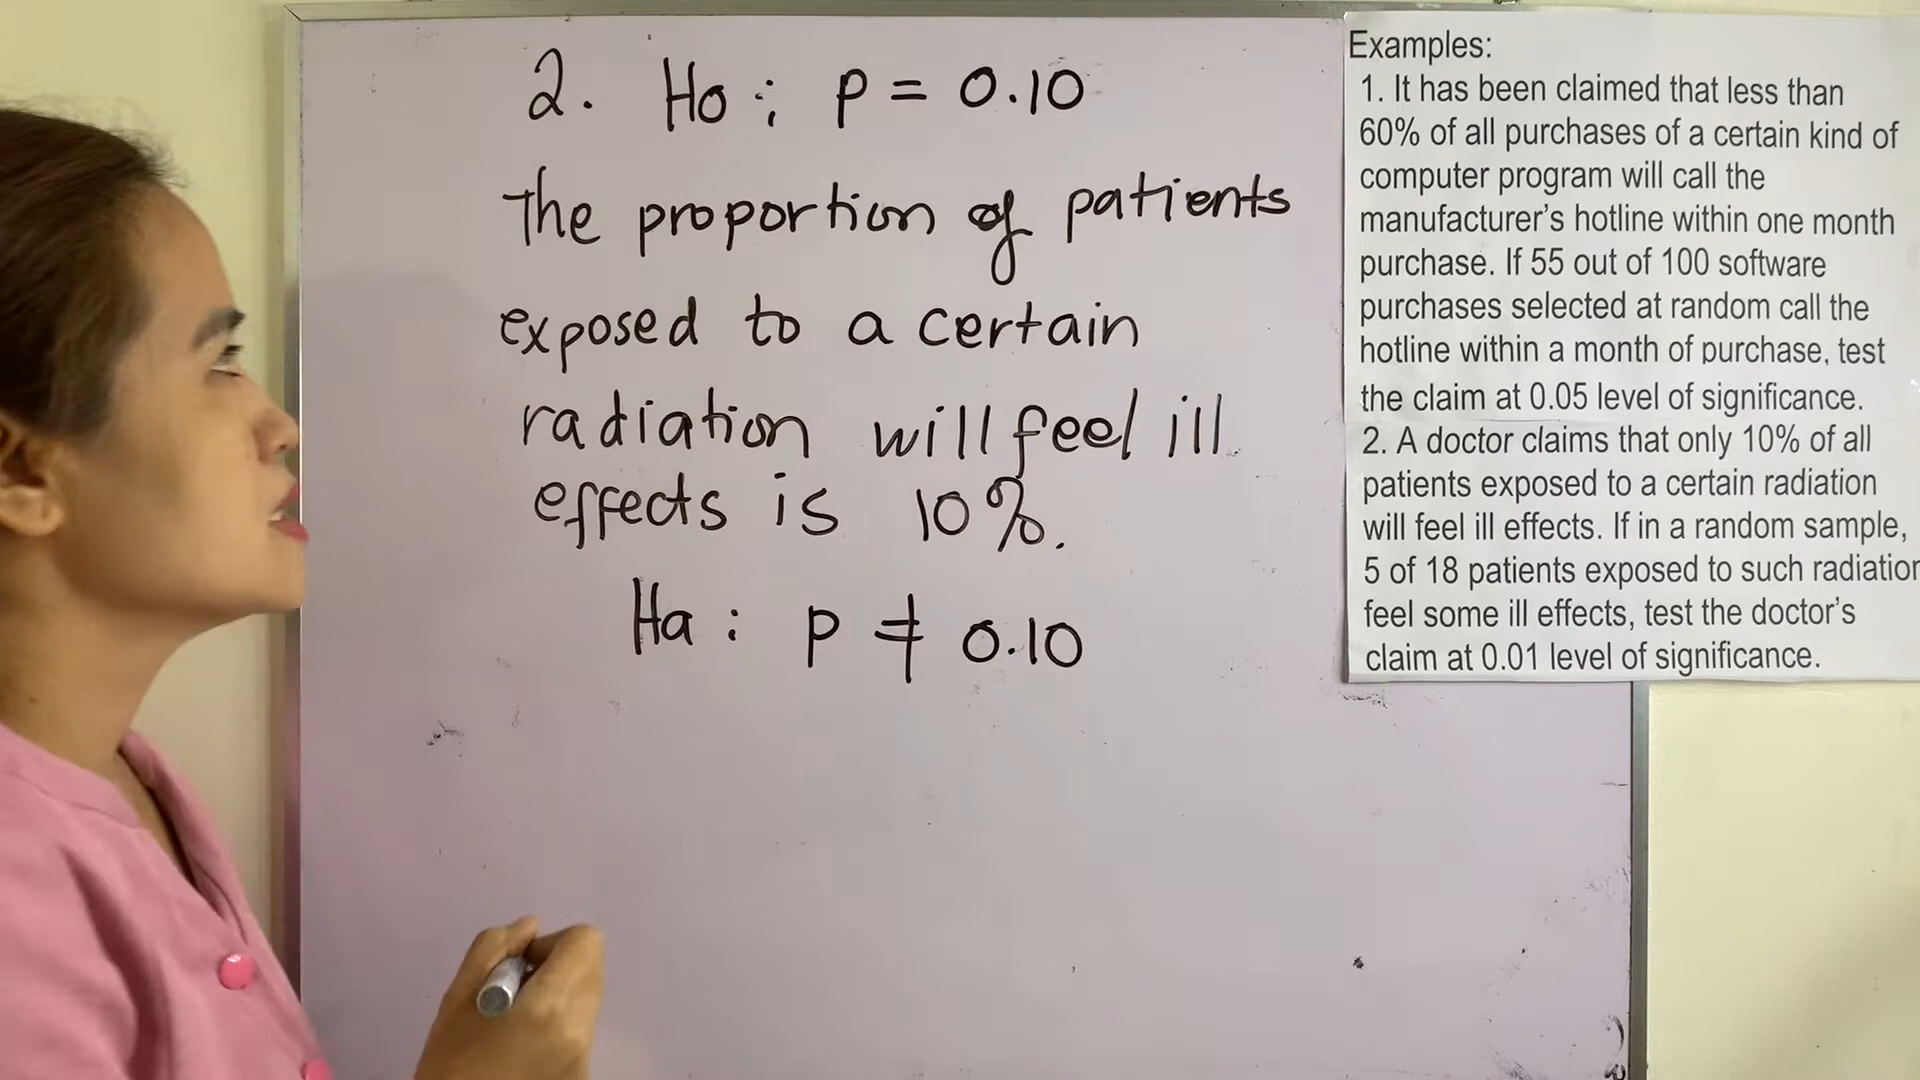 2. Ho: p = 0.10
The proportion of patients
exposed to a certain
radiation will feel ill
effects is 10%.
Ha: p ≠ 0.10
Examples:
1. It has been claimed that less than
60% of all purchases of a certain kind of
computer program will call the
manufacturer's hotline within one month
purchase. If 55 out of 100 software
purchases selected at random call the
hotline within a month of purchase, test
the claim at 0.05 level of significance.
2. A doctor claims that only 10% of all
patients exposed to a certain radiation
will feel ill effects. If in a random sample,
5 of 18 patients exposed to such radiation
feel some ill effects, test the doctor's
claim at 0.01 level of significance.